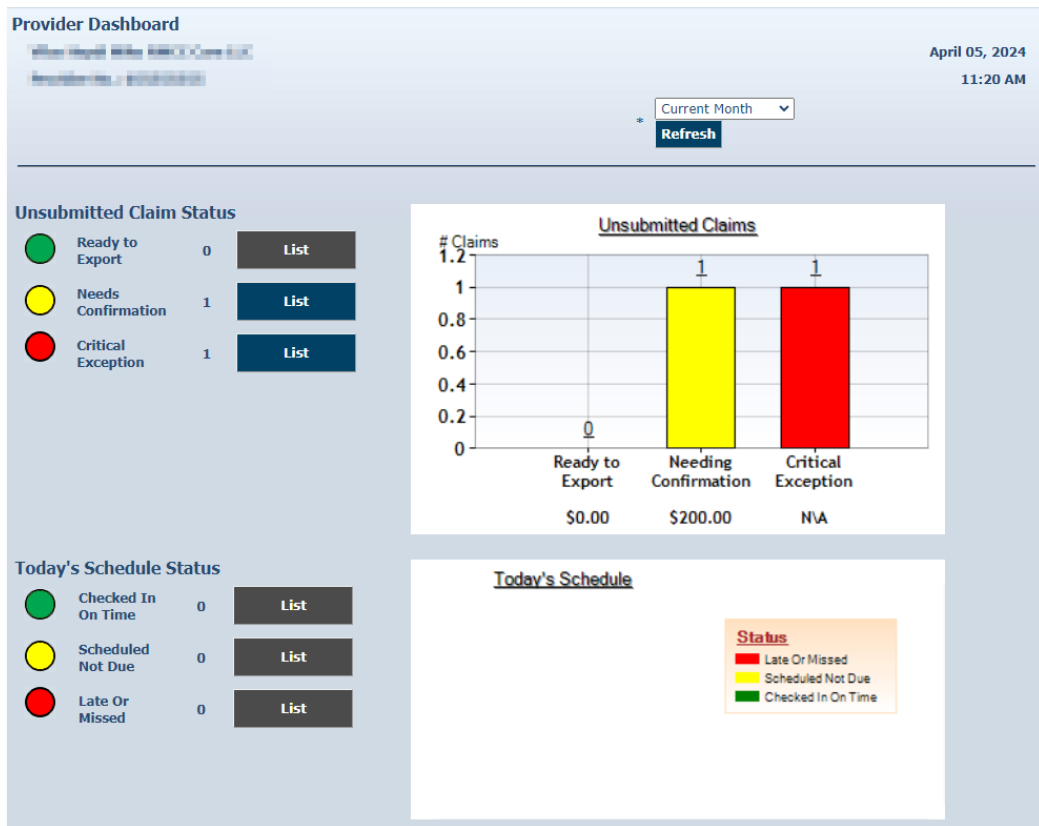 Provider Dashboard
April 05, 2024
11:20 AM
Current Month
*
Refresh
Unsubmitted Claim Status
Ready to
Export
0
List
Needs
Confirmation
1
List
Critical
Exception
1
List
Unsubmitted Claims
# Claims
1.2
1
0.8
0.6
0.4
0.2
0
0
1
1
Ready to
Export
Needing
Confirmation
Critical
Exception
$0.00
$200.00
N\A
Today's Schedule Status
Checked In
On Time
0
List
Scheduled
Not Due
0
List
Late Or
Missed
0
List
Today's Schedule
Status
Late Or Missed
Scheduled Not Due
Checked In On Time